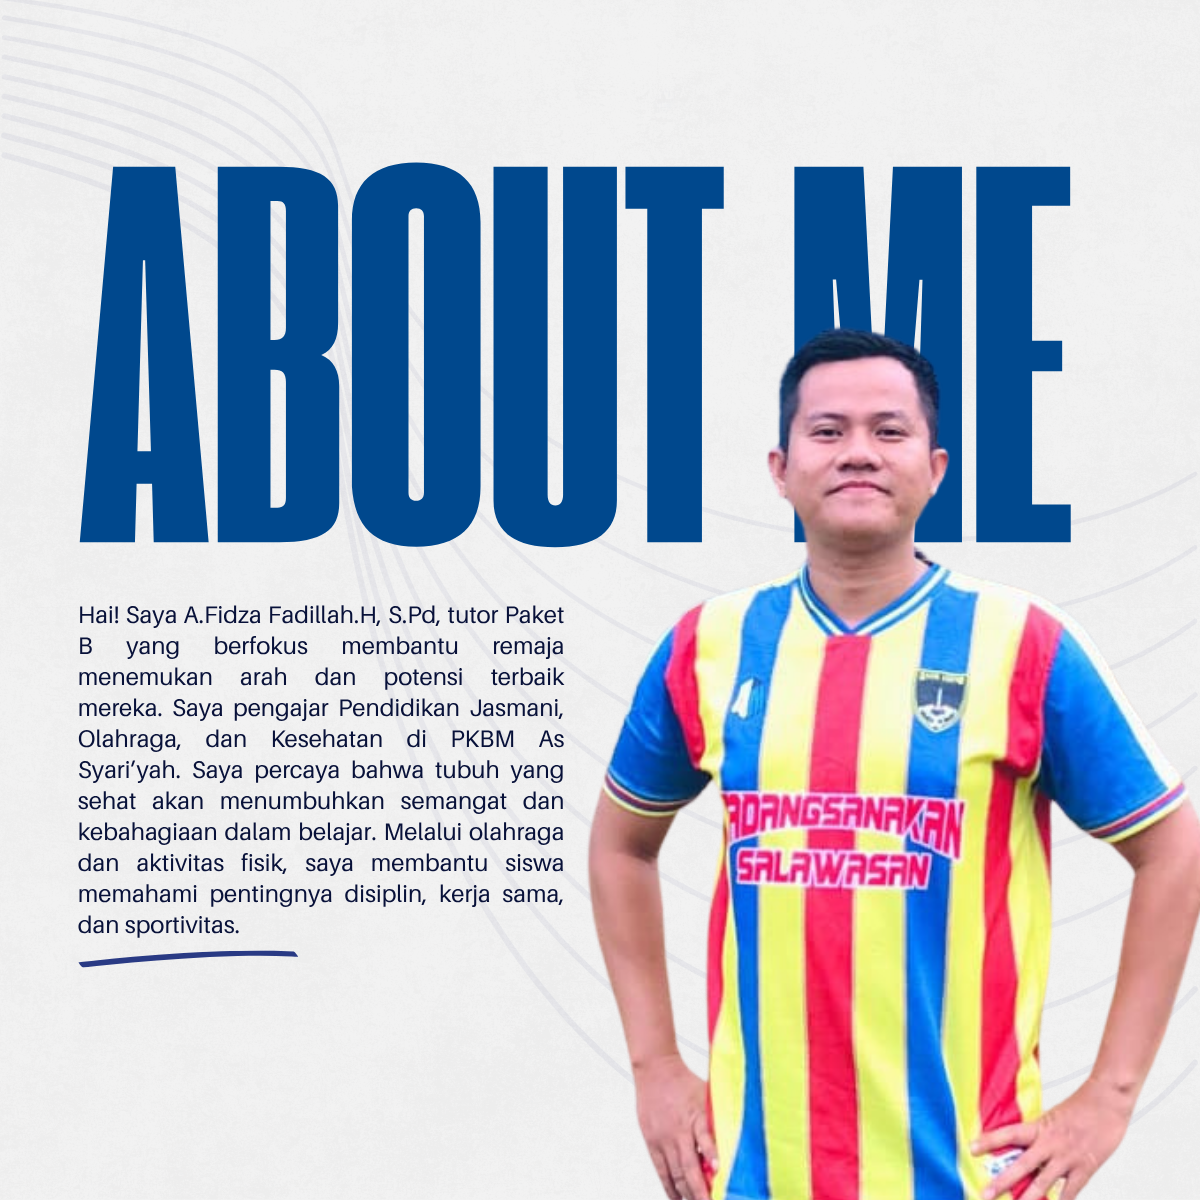 ABOUT ME
Hai! Saya A.Fidza Fadillah.H, S.Pd, tutor Paket
B yang berfokus membantu remaja
menemukan arah dan potensi terbaik
mereka. Saya pengajar Pendidikan Jasmani,
Olahraga, dan Kesehatan di PKBM As
Syari’yah. Saya percaya bahwa tubuh yang
sehat akan menumbuhkan semangat dan
kebahagiaan dalam belajar. Melalui olahraga
dan aktivitas fisik, saya membantu siswa
memahami pentingnya disiplin, kerja sama,
dan sportivitas.
ADANGSANAKAN
SALAWASAN